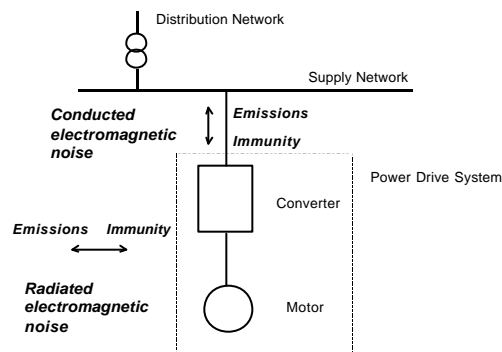 Distribution Network
Supply Network
Conducted
electromagnetic
noise
Emissions
Immunity
Power Drive System
Converter
Emissions Immunity
Radiated
electromagnetic
noise
Motor